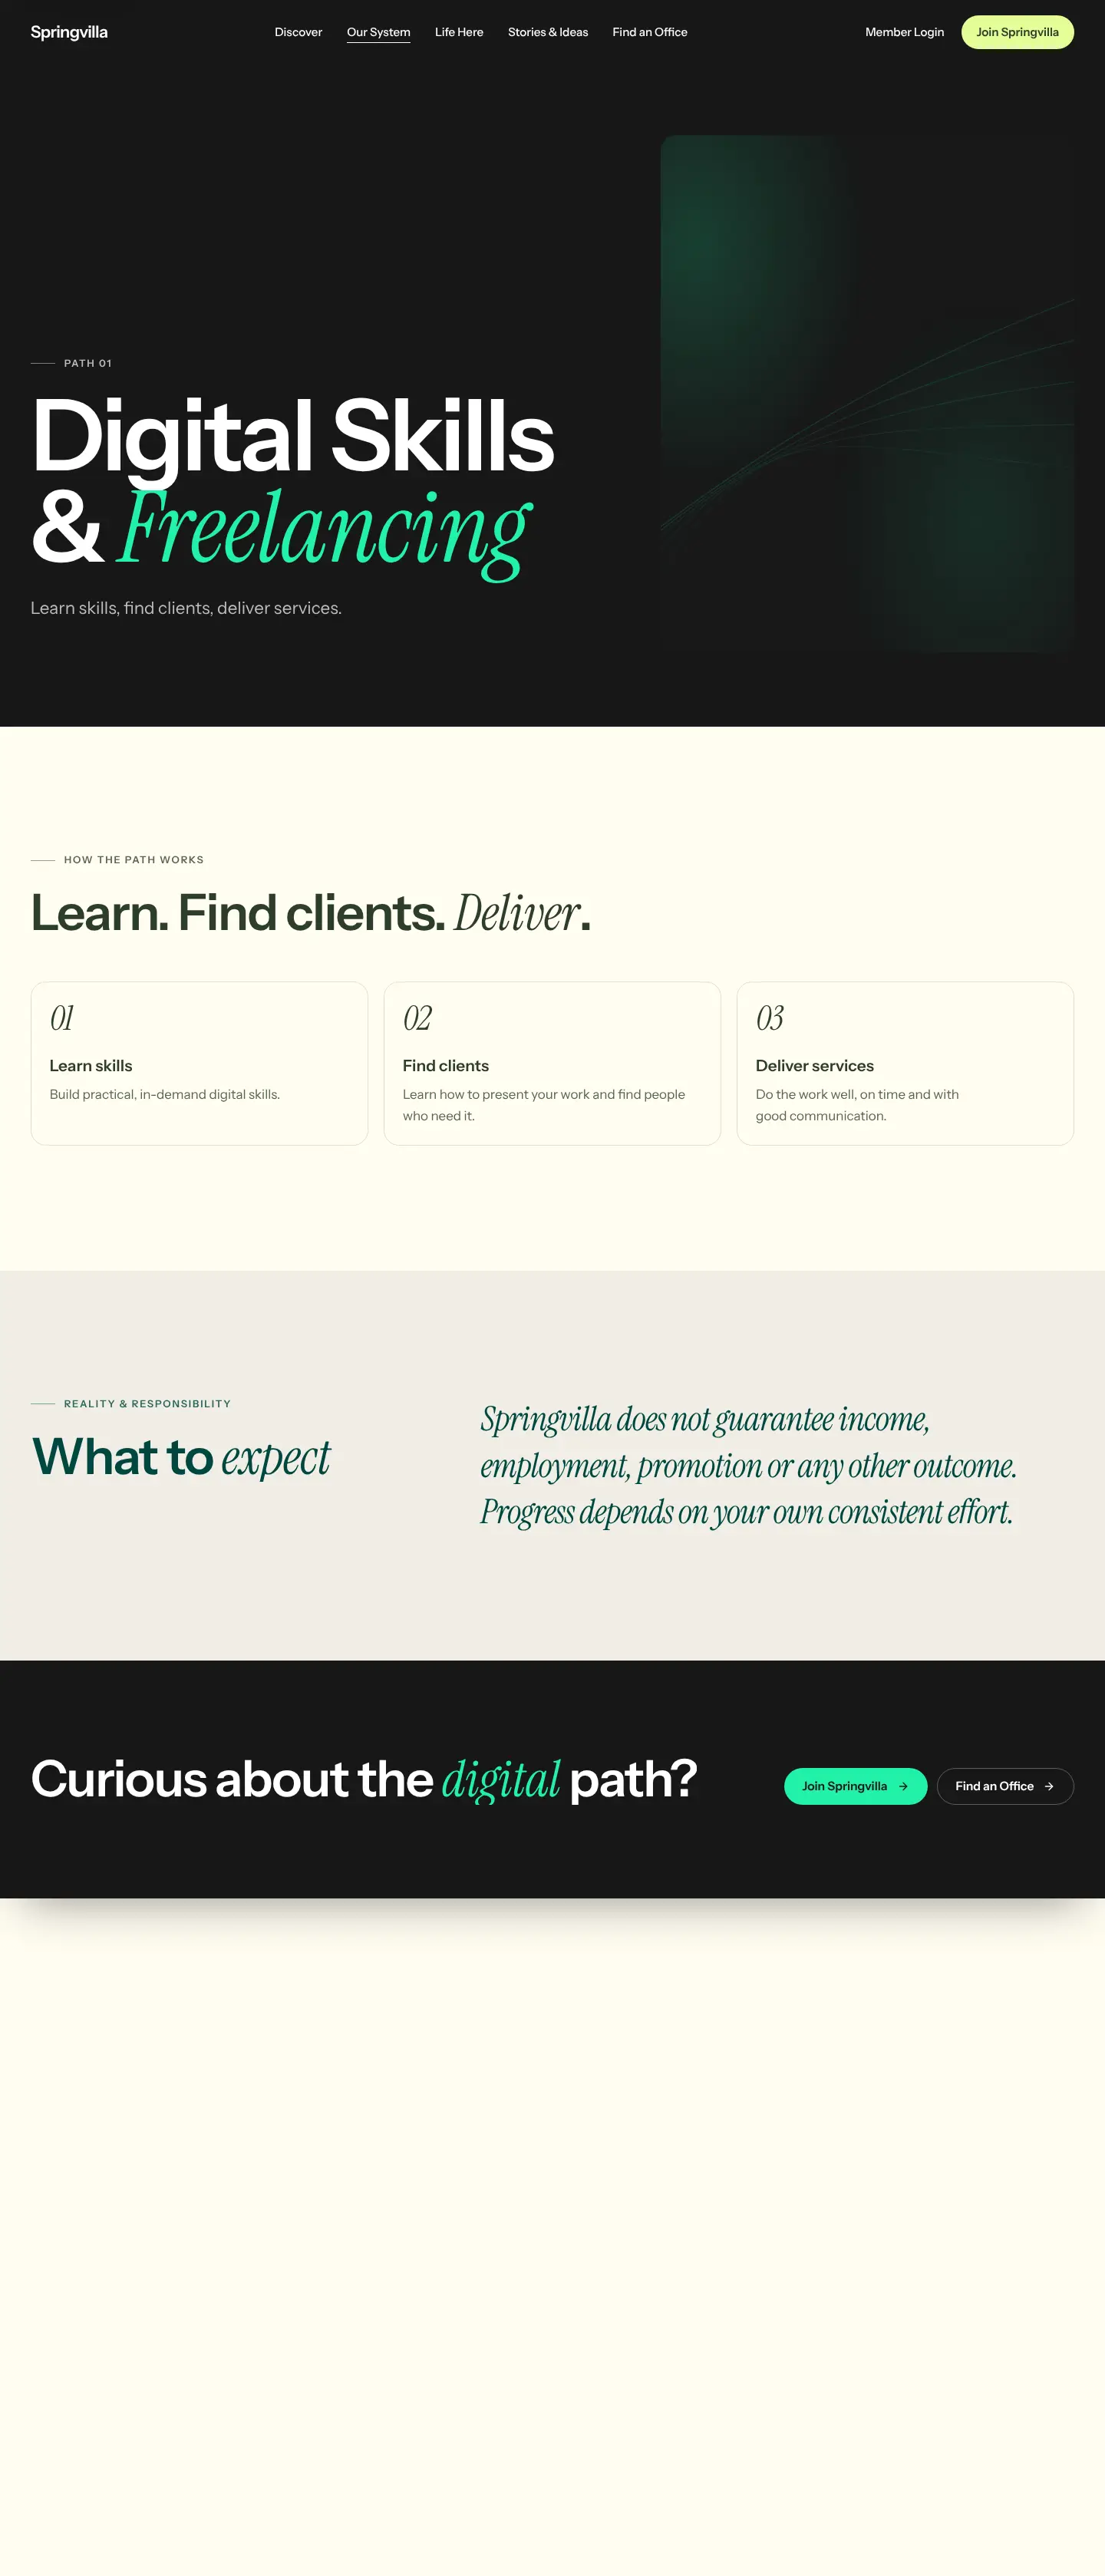 Springvilla
Discover
Our System
Life Here
Stories & Ideas
Find an Office
Member Login
Join Springvilla
PATH 01
Digital Skills
& Freelancing
Learn skills, find clients, deliver services.
HOW THE PATH WORKS
Learn. Find clients. Deliver.
01
Learn skills
Build practical, in-demand digital skills.
02
Find clients
Learn how to present your work and find people
who need it.
03
Deliver services
Do the work well, on time and with
good communication.
REALITY & RESPONSIBILITY
What to expect
Springvilla does not guarantee income,
employment, promotion or any other outcome.
Progress depends on your own consistent effort.
Curious about the digital path?
Join Springvilla →
Find an Office →